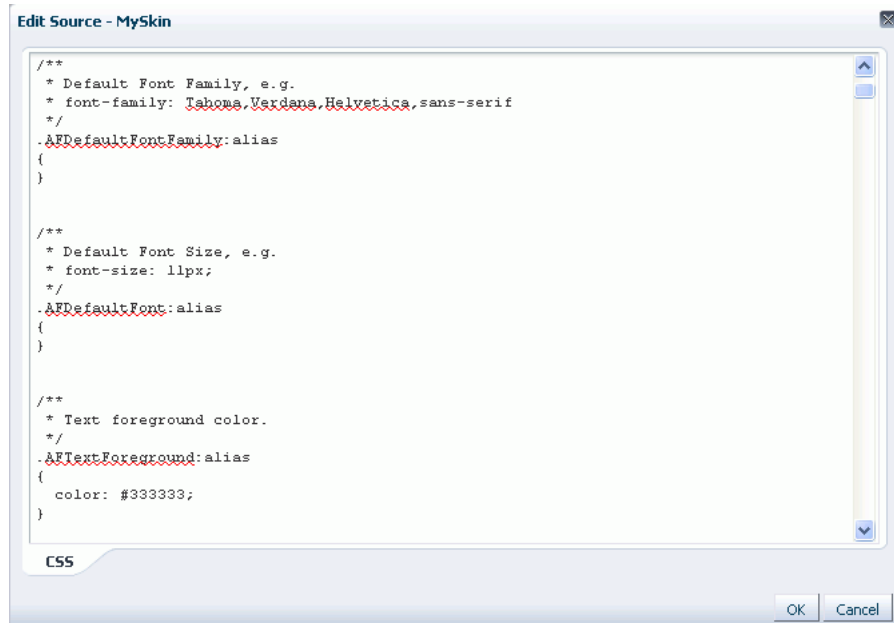 Edit Source - MySkin
/**
 * Default Font Family, e.g.
 * font-family: Tahoma,Verdana,Helvetica,sans-serif
 */
.AFDefaultFontFamily:alias
{
}
/**
 * Default Font Size, e.g.
 * font-size: 11px;
 */
.AFDefaultFont:alias
{
}
/**
 * Text foreground color.
 */
.AFTextForeground:alias
{
  color: #333333;
}
CSS
OK Cancel